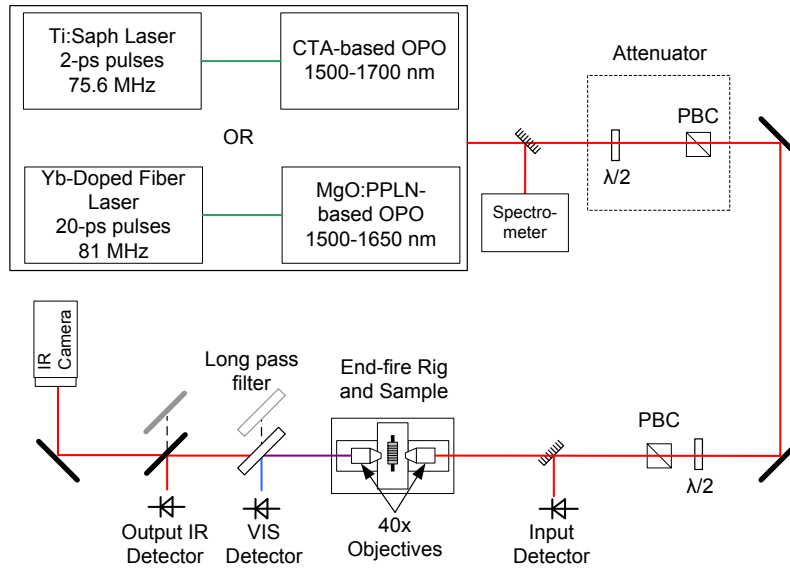 Ti:Saph Laser
2-ps pulses
75.6 MHz
CTA-based OPO
1500-1700 nm
OR
Yb-Doped Fiber
Laser
20-ps pulses
81 MHz
MgO:PPLN-
based OPO
1500-1650 nm
Spectro-
meter
Attenuator
PBC
λ/2
IR
Camera
Long pass
filter
End-fire Rig
and Sample
PBC
λ/2
Output IR
Detector
VIS
Detector
40x
Objectives
Input
Detector